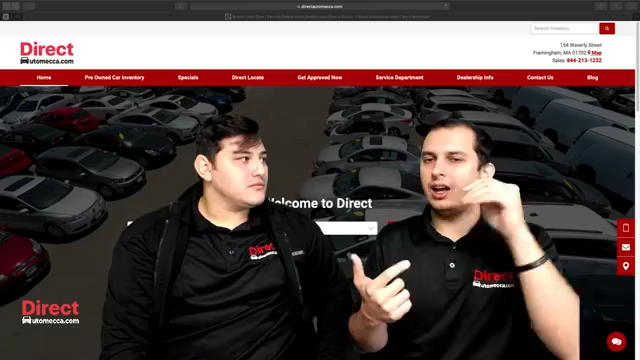 directautomecca.com
Search Inventory
Direct
utomecca.com
154 Waverly Street
Framingham, MA 01702 Map
Sales: 844-213-1232
Home
Pre Owned Car Inventory
Specials
Direct Locate
Get Approved Now
Service Department
Dealership Info
Contact Us
Blog
elcome to Direct
Direct
utomecca.com
Direct
utomecca.com
Direct
utomecca.com